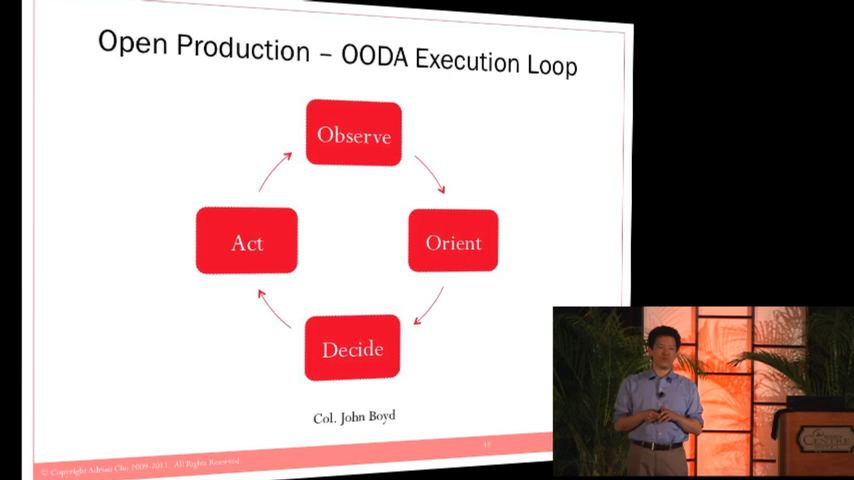 Open Production – OODA Execution Loop
Observe
Act
Orient
Decide
Col. John Boyd
© Copyright Adrian Cho 2009-2011. All Rights Reserved.
CENTRE